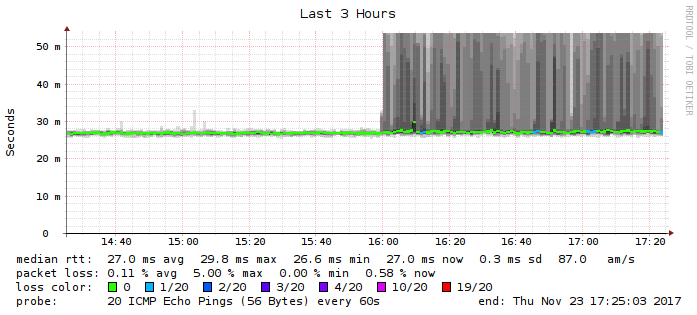 Last 3 Hours
RRDTOOL / TOBI OETIKER
Seconds
50 m
40 m
30 m
20 m
10 m
0
14:40 15:00 15:20 15:40 16:00 16:20 16:40 17:00 17:20
median rtt: 27.0 ms avg 29.8 ms max 26.6 ms min 27.0 ms now 0.3 ms sd 87.0 am/s
packet loss: 0.11 % avg 5.00 % max 0.00 % min 0.58 % now
loss color: 0 1/20 2/20 3/20 4/20 10/20 19/20
probe: 20 ICMP Echo Pings (56 Bytes) every 60s end: Thu Nov 23 17:25:03 2017